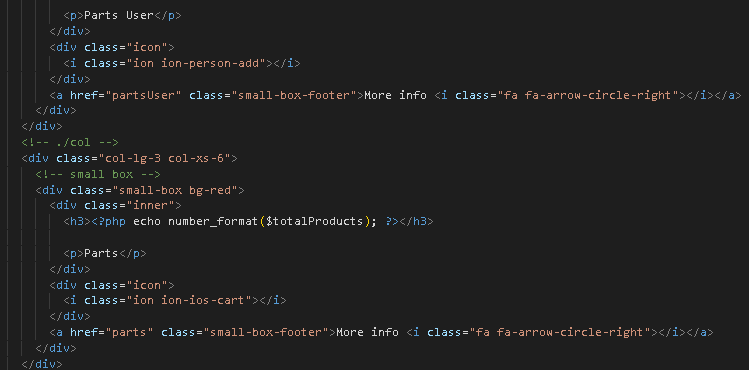 <p>Parts User</p>
</div>
<div class="icon">
<i class="ion ion-person-add"></i>
</div>
<a href="partsUser" class="small-box-footer">More info <i class="fa fa-arrow-circle-right"></i></a>
</div>
</div>
<!-- ./col -->
<div class="col-lg-3 col-xs-6">
<!-- small box -->
<div class="small-box bg-red">
<div class="inner">
<h3><?php echo number_format($totalProducts); ?></h3>
<p>Parts</p>
</div>
<div class="icon">
<i class="ion ion-ios-cart"></i>
</div>
<a href="parts" class="small-box-footer">More info <i class="fa fa-arrow-circle-right"></i></a>
</div>
</div>